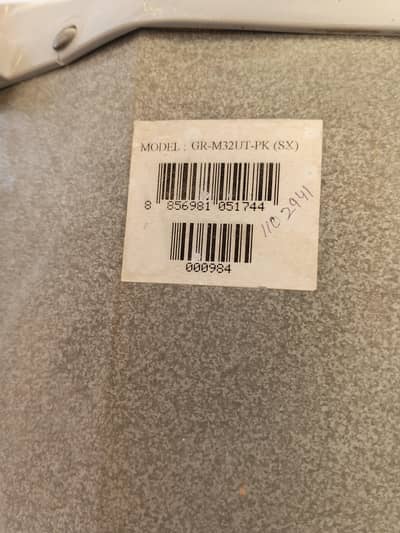 MODEL : GR-M32UT-PK (SX)
8 856981 051744
110-2941
000984